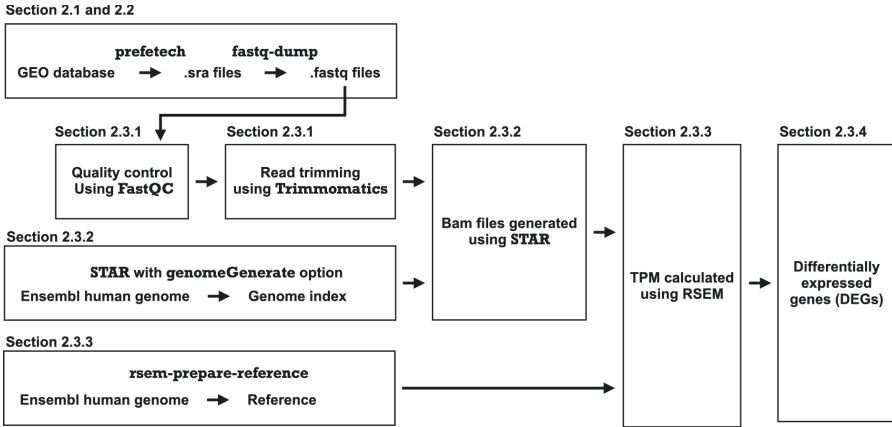 Section 2.1 and 2.2
prefetech fastq-dump
GEO database .sra files .fastq files
Section 2.3.1
Quality control
Using FastQC
Section 2.3.1
Read trimming
using Trimmomatics
Section 2.3.2
STAR with genomeGenerate option
Ensembl human genome Genome index
Section 2.3.3
rsem-prepare-reference
Ensembl human genome Reference
Section 2.3.2
Bam files generated
using STAR
Section 2.3.3
TPM calculated
using RSEM
Section 2.3.4
Differentially
expressed
genes (DEGs)